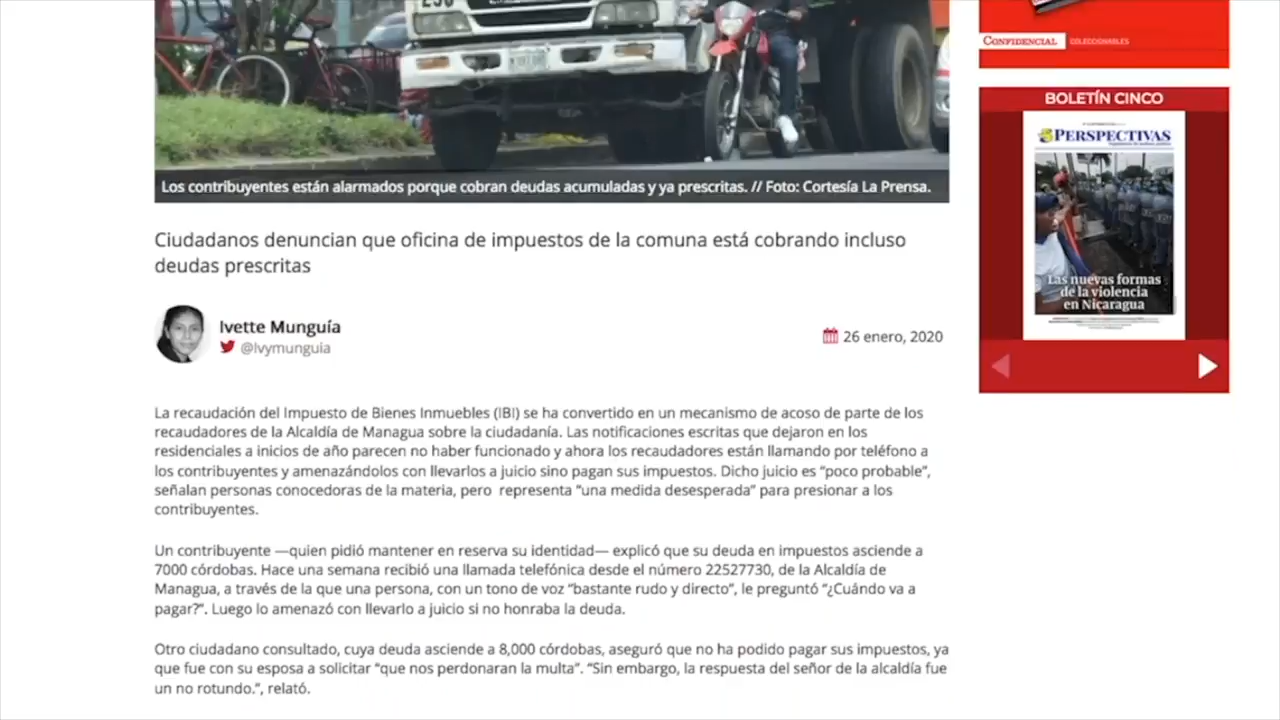 Los contribuyentes están alarmados porque cobran deudas acumuladas y ya prescritas. // Foto: Cortesía La Prensa.
Ciudadanos denuncian que oficina de impuestos de la comuna está cobrando incluso
deudas prescritas
Ivette Munguía
@Ivymunguia
26 enero, 2020
La recaudación del Impuesto de Bienes Inmuebles (IBI) se ha convertido en un mecanismo de acoso de parte de los
recaudadores de la Alcaldía de Managua sobre la ciudadanía. Las notificaciones escritas que dejaron en los
residenciales a inicios de año parecen no haber funcionado y ahora los recaudadores están llamando por teléfono a
los contribuyentes y amenazándolos con llevarlos a juicio sino pagan sus impuestos. Dicho juicio es “poco probable”,
señalan personas conocedoras de la materia, pero representa “una medida desesperada” para presionar a los
contribuyentes.
Un contribuyente —quien pidió mantener en reserva su identidad— explicó que su deuda en impuestos asciende a
7000 córdobas. Hace una semana recibió una llamada telefónica desde el número 22527730, de la Alcaldía de
Managua, a través de la que una persona, con un tono de voz “bastante rudo y directo”, le preguntó “¿Cuándo va a
pagar?”. Luego lo amenazó con llevarlo a juicio si no honraba la deuda.
Otro ciudadano consultado, cuya deuda asciende a 8,000 córdobas, aseguró que no ha podido pagar sus impuestos, ya
que fue con su esposa a solicitar “que nos perdonaran la multa”. “Sin embargo, la respuesta del señor de la alcaldía fue
un no rotundo.”, relató.
CONFIDENCIAL COLECCIONABLES
BOLETÍN CINCO
PERSPECTIVAS
Las nuevas formas
de la violencia
en Nicaragua